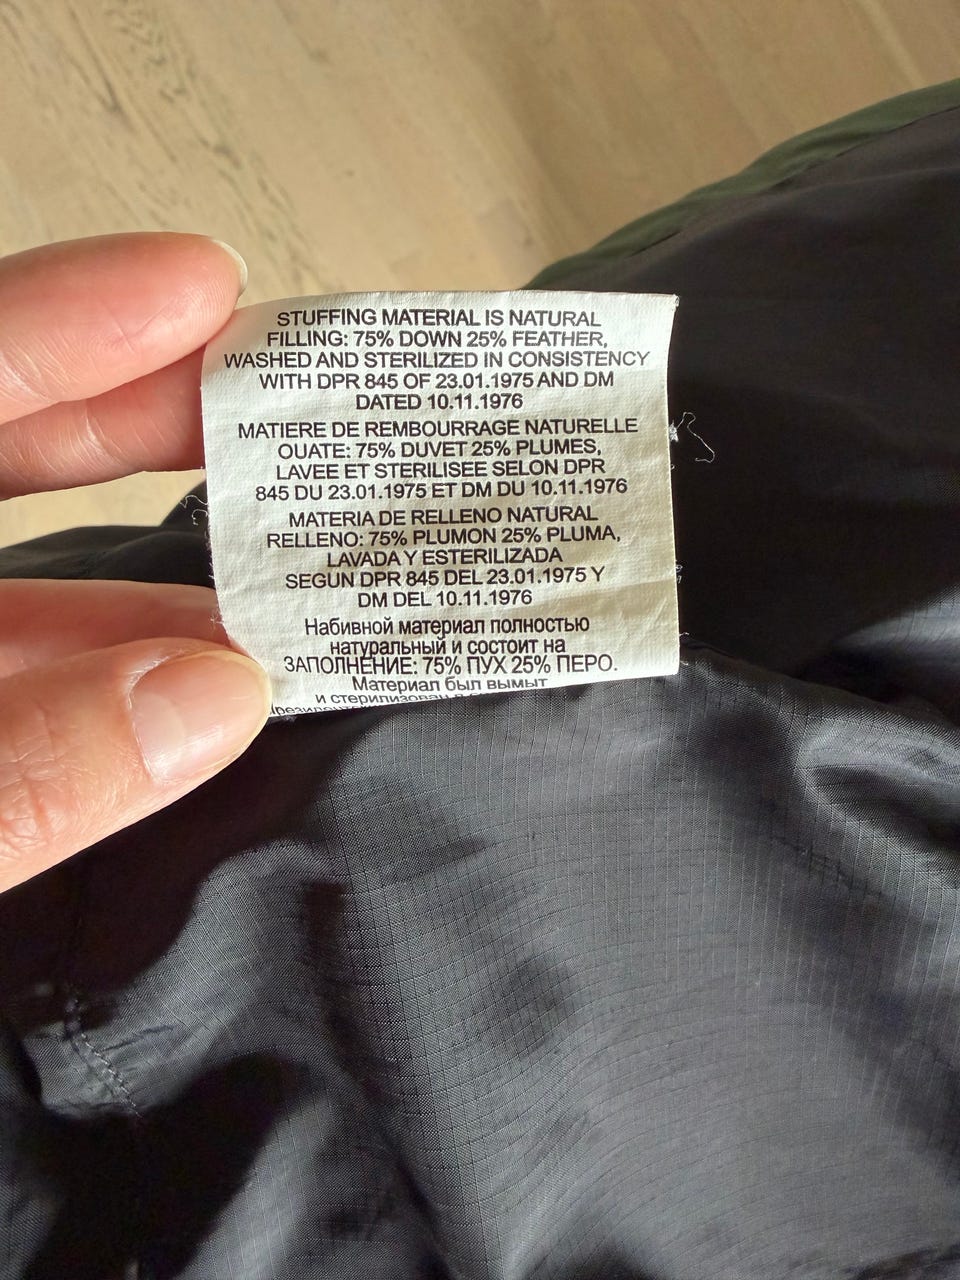 STUFFING MATERIAL IS NATURAL
FILLING: 75% DOWN 25% FEATHER,
WASHED AND STERILIZED IN CONSISTENCY
WITH DPR 845 OF 23.01.1975 AND DM
DATED 10.11.1976
MATIERE DE REMBOURRAGE NATURELLE
OUATE: 75% DUVET 25% PLUMES,
LAVEE ET STERILISEE SELON DPR
845 DU 23.01.1975 ET DM DU 10.11.1976
MATERIA DE RELLENO NATURAL
RELLENO: 75% PLUMON 25% PLUMA,
LAVADA Y ESTERILIZADA
SEGUN DPR 845 DEL 23.01.1975 Y
DM DEL 10.11.1976
Набивной материал полностью
натуральный и состоит на
ЗАПОЛНЕНИЕ: 75% ПУХ 25% ПЕРО.
Материал был вымыт
и стерилизован